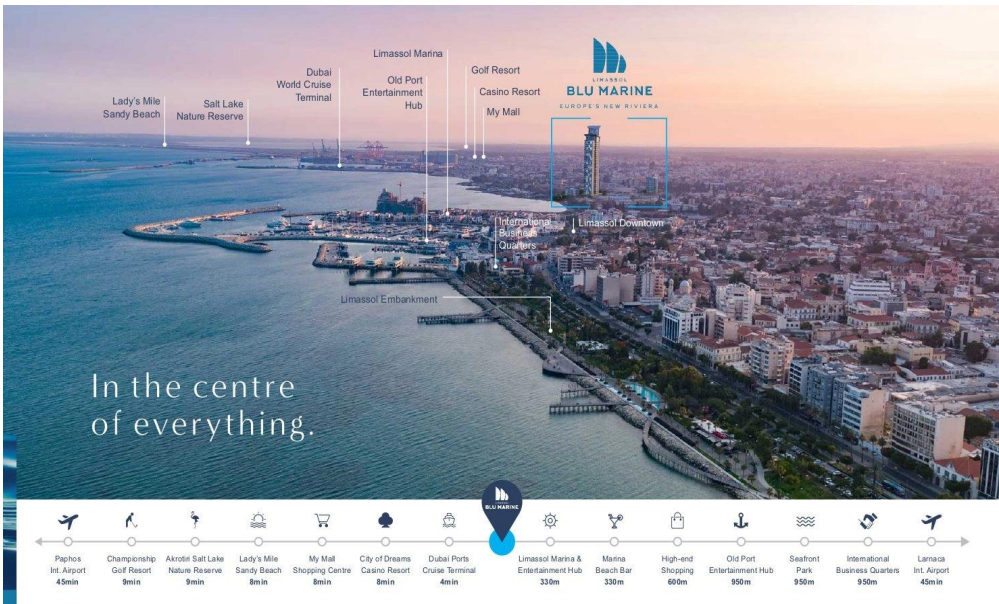 Limassol Marina
Dubai
World Cruise
Terminal
Old Port
Entertainment
Hub
Golf Resort
Casino Resort
My Mall
LIMASSOL
BLU MARINE
EUROPE'S NEW RIVIERA
Lady's Mile
Sandy Beach
Salt Lake
Nature Reserve
International
Business
Quarters
Limassol Downtown
Limassol Embankment
In the centre
of everything.
LIMASSOL
BLU MARINE
Paphos
Int. Airport
45min
Championship
Golf Resort
9min
Akrotiri Salt Lake
Nature Reserve
9min
Lady's Mile
Sandy Beach
8min
My Mall
Shopping Centre
8min
City of Dreams
Casino Resort
8min
Dubai Ports
Cruise Terminal
4min
Limassol Marina &
Entertainment Hub
330m
Marina
Beach Bar
330m
High-end
Shopping
600m
Old Port
Entertainment Hub
950m
Seafront
Park
950m
International
Business Quarters
950m
Larnaca
Int. Airport
45min